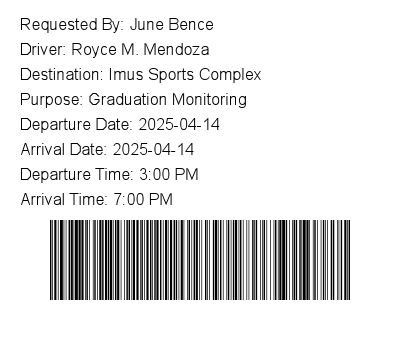 Requested By: June Bence
Driver: Royce M. Mendoza
Destination: Imus Sports Complex
Purpose: Graduation Monitoring
Departure Date: 2025-04-14
Arrival Date: 2025-04-14
Departure Time: 3:00 PM
Arrival Time: 7:00 PM